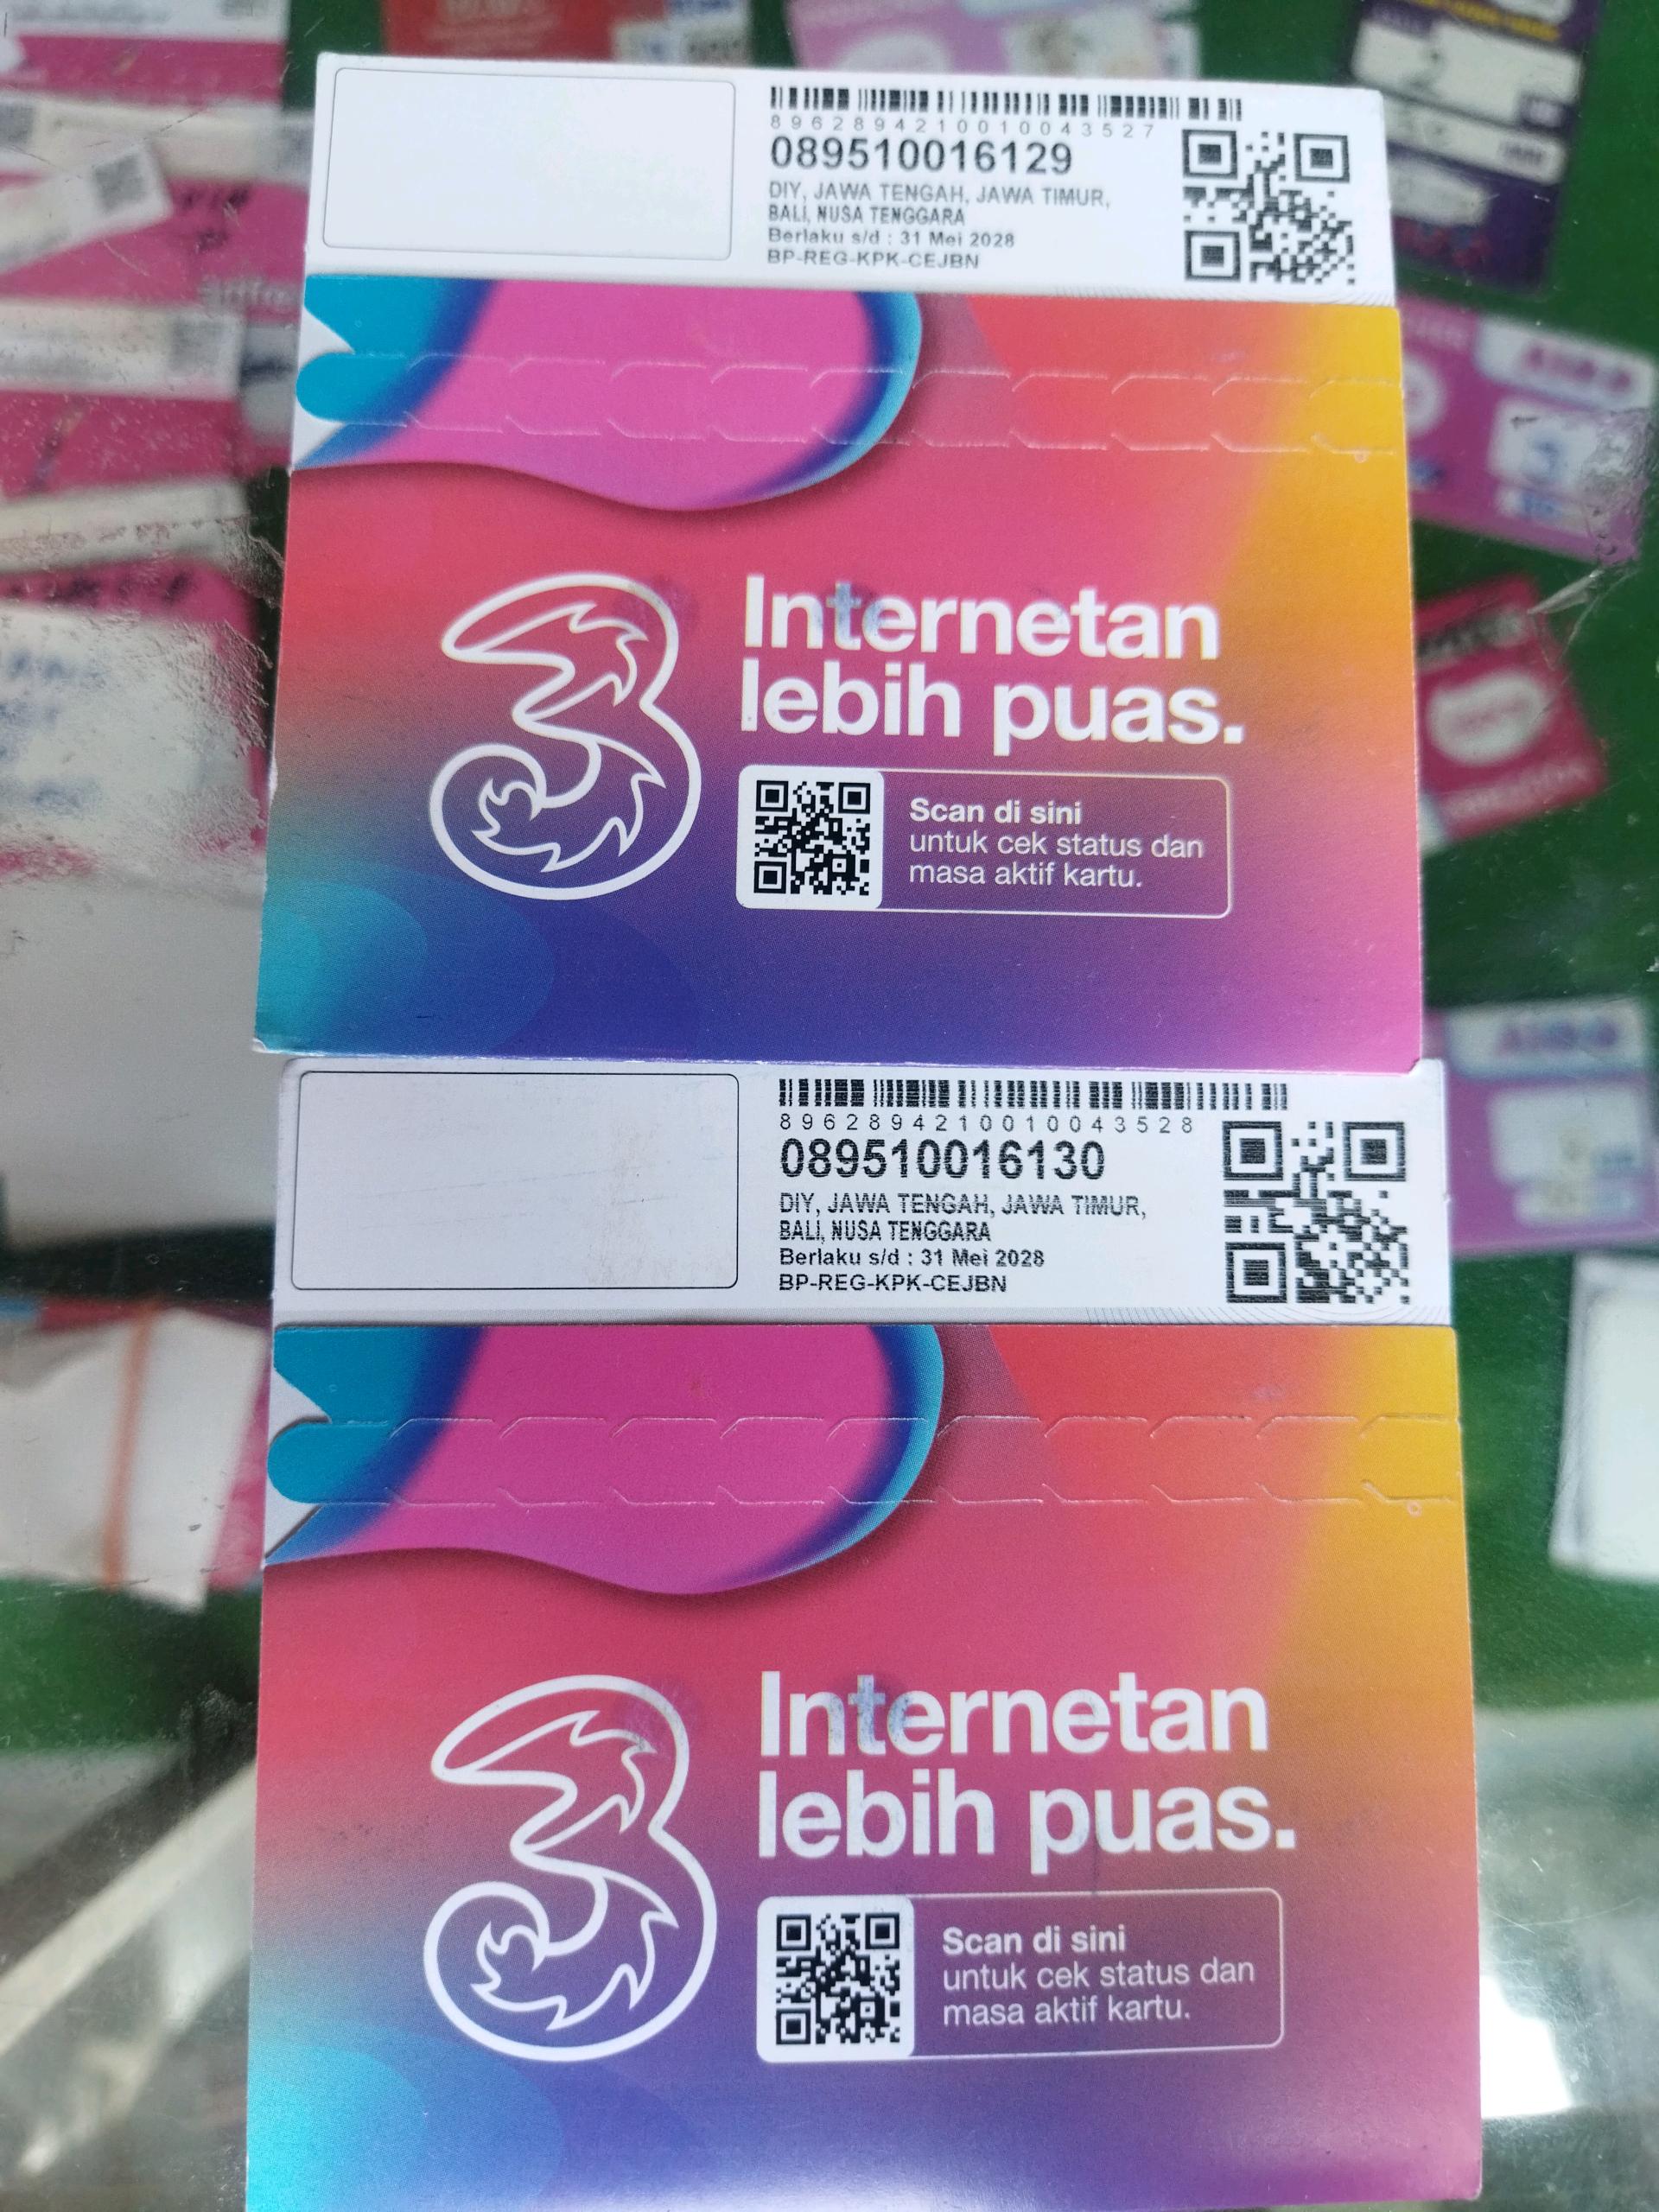 8962894210010043527
089510016129
DIY, JAWA TENGAH, JAWA TIMUR,
BALI, NUSA TENGGARA
Berlaku s/d : 31 Mei 2028
BP-REG-KPK-CEJBN
3
Internetan
lebih puas.
Scan di sini
untuk cek status dan
masa aktif kartu.
8962894210010043528
089510016130
DIY, JAWA TENGAH, JAWA TIMUR,
BALI, NUSA TENGGARA
Berlaku s/d : 31 Mei 2028
BP-REG-KPK-CEJBN
3
Internetan
lebih puas.
Scan di sini
untuk cek status dan
masa aktif kartu.